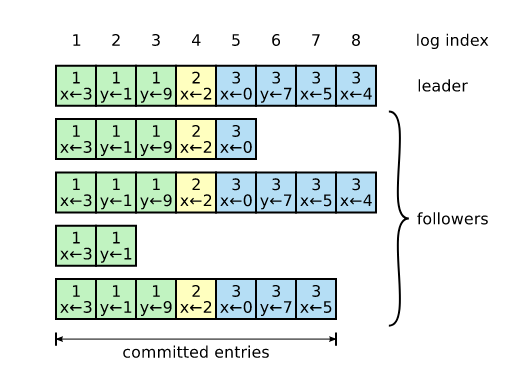 1 2 3 4 5 6 7 8 log index
1 1 1 2 3 3 3 3
x←3 y←1 y←9 x←2 x←0 y←7 x←5 x←4 leader
1 1 1 2 3
x←3 y←1 y←9 x←2 x←0
1 1 1 2 3 3 3 3
x←3 y←1 y←9 x←2 x←0 y←7 x←5 x←4
followers
1 1
x←3 y←1
1 1 1 2 3 3 3
x←3 y←1 y←9 x←2 x←0 y←7 x←5
committed entries